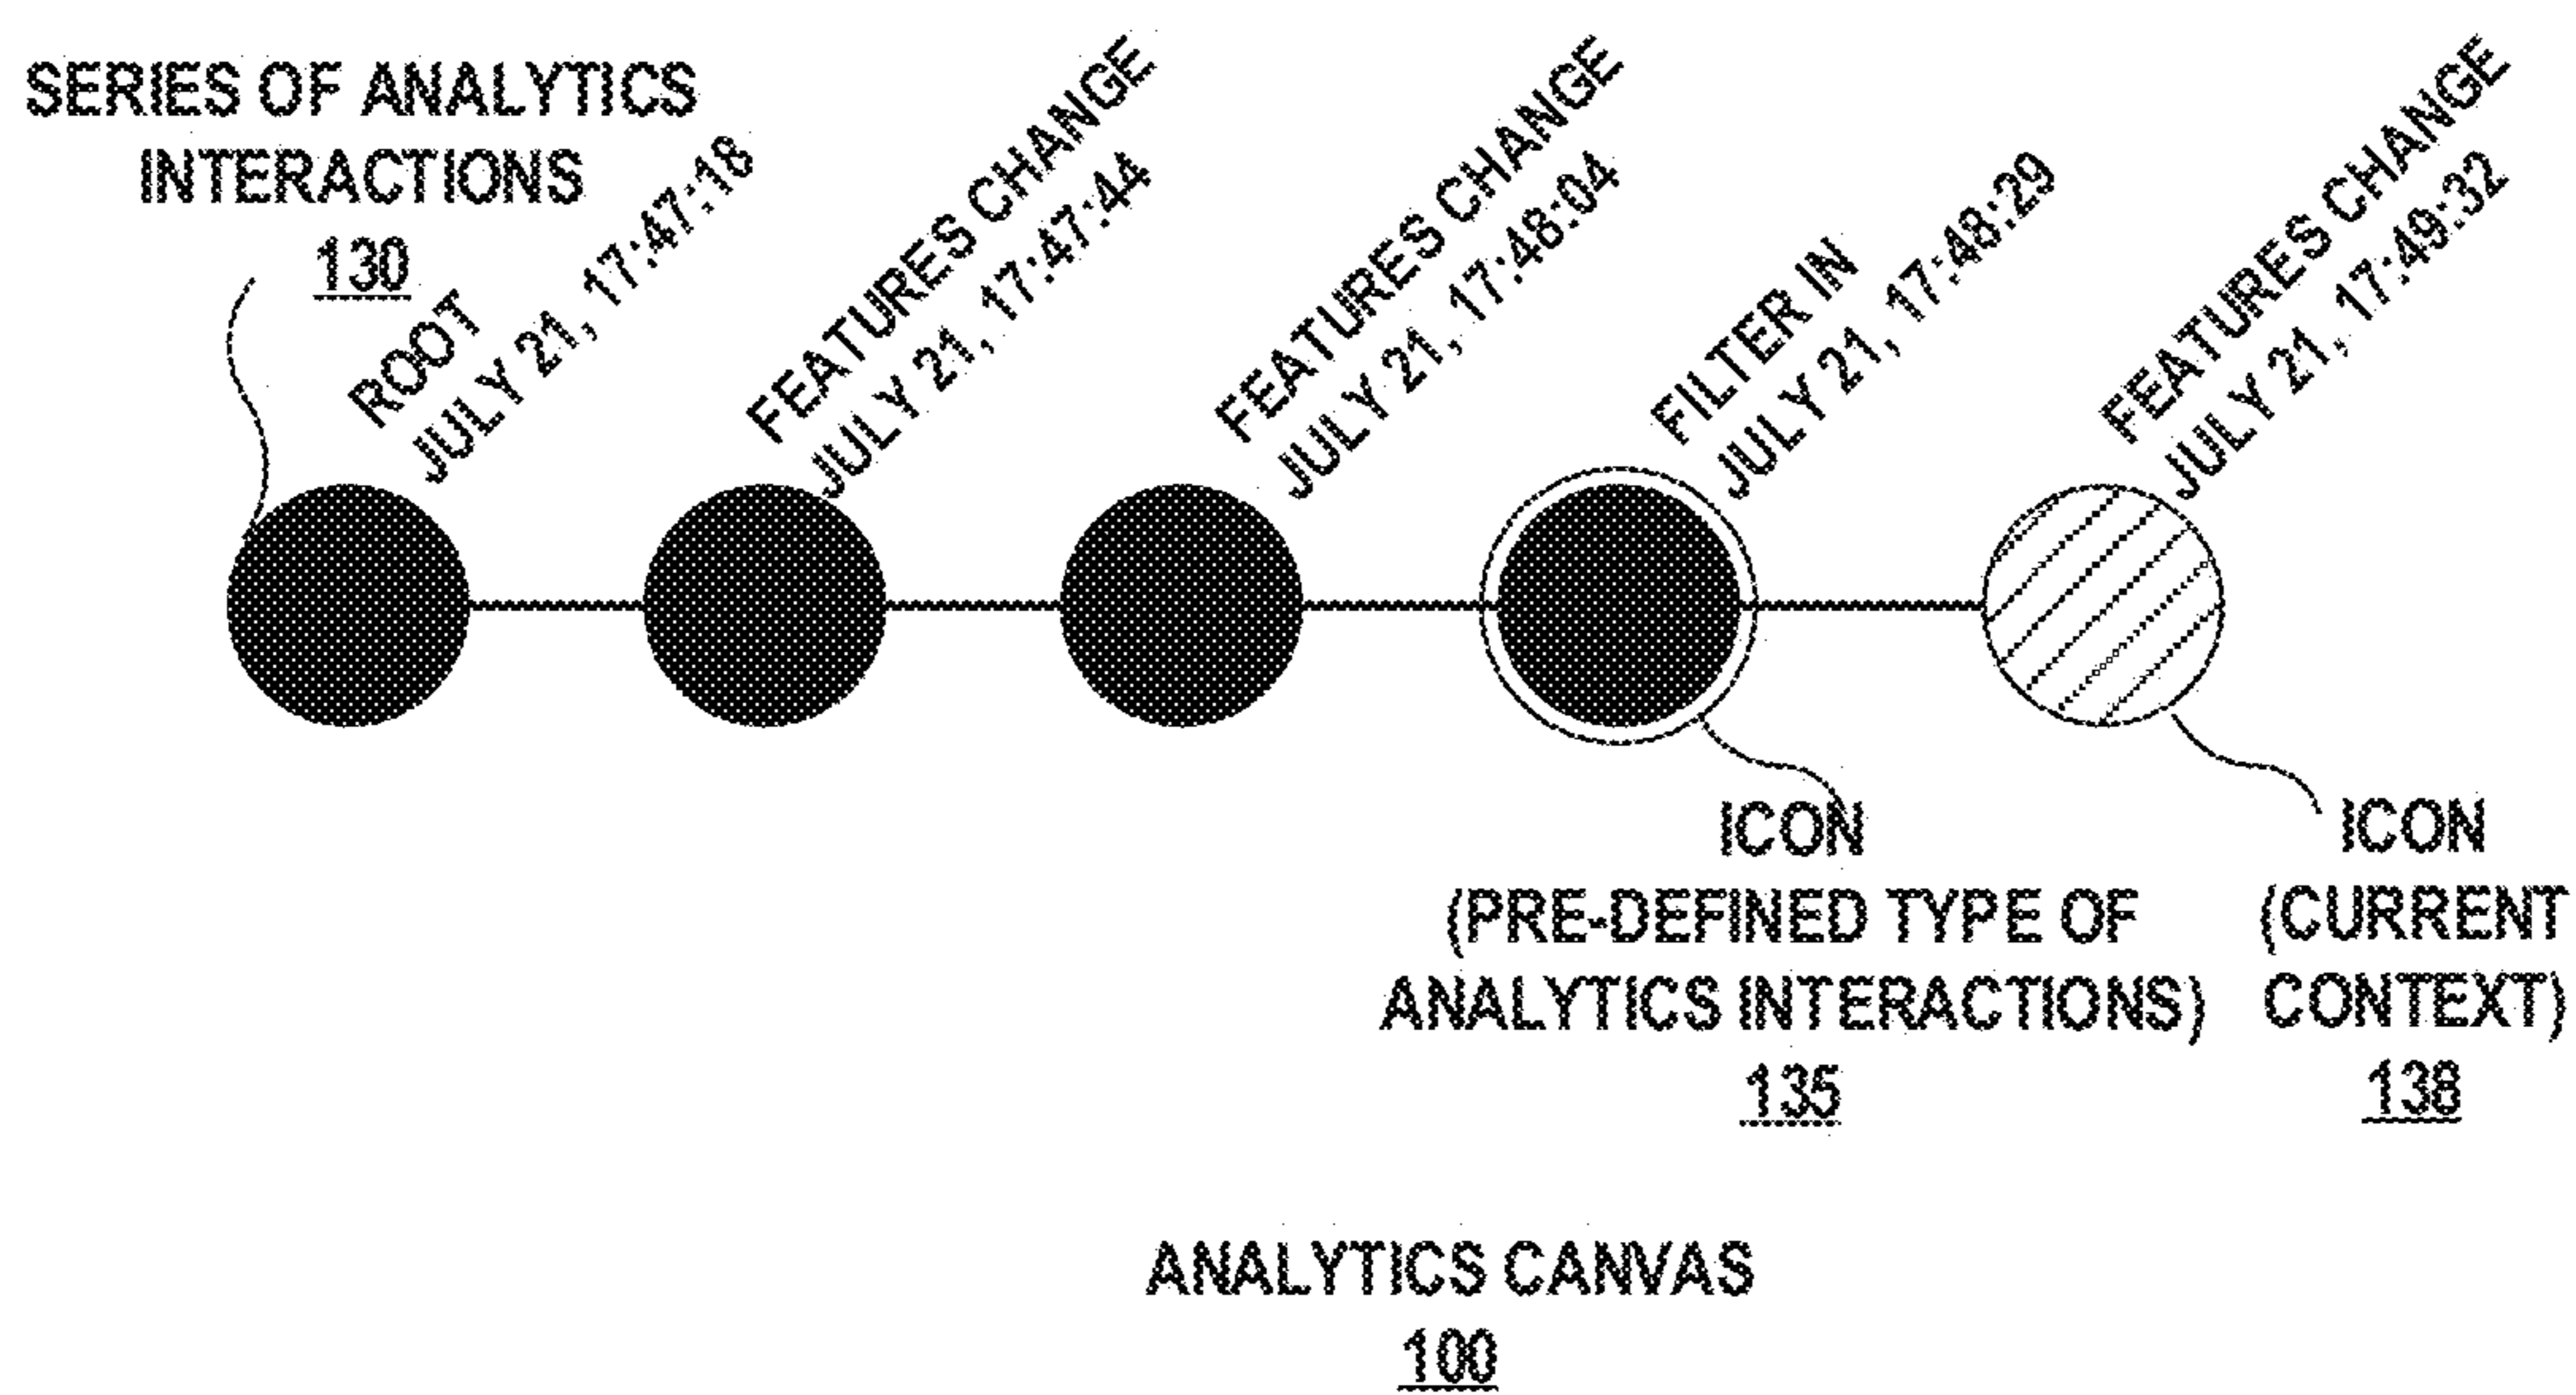 SERIES OF ANALYTICS
INTERACTIONS
130
ROOT
JULY 21, 17:47:18
FEATURES CHANGE
JULY 21, 17:47:44
FEATURES CHANGE
JULY 21, 17:48:04
FILTER IN
JULY 21, 17:48:29
FEATURES CHANGE
JULY 21, 17:49:32
ICON
(PRE-DEFINED TYPE OF
ANALYTICS INTERACTIONS)
135
ICON
(CURRENT
CONTEXT)
138
ANALYTICS CANVAS
100